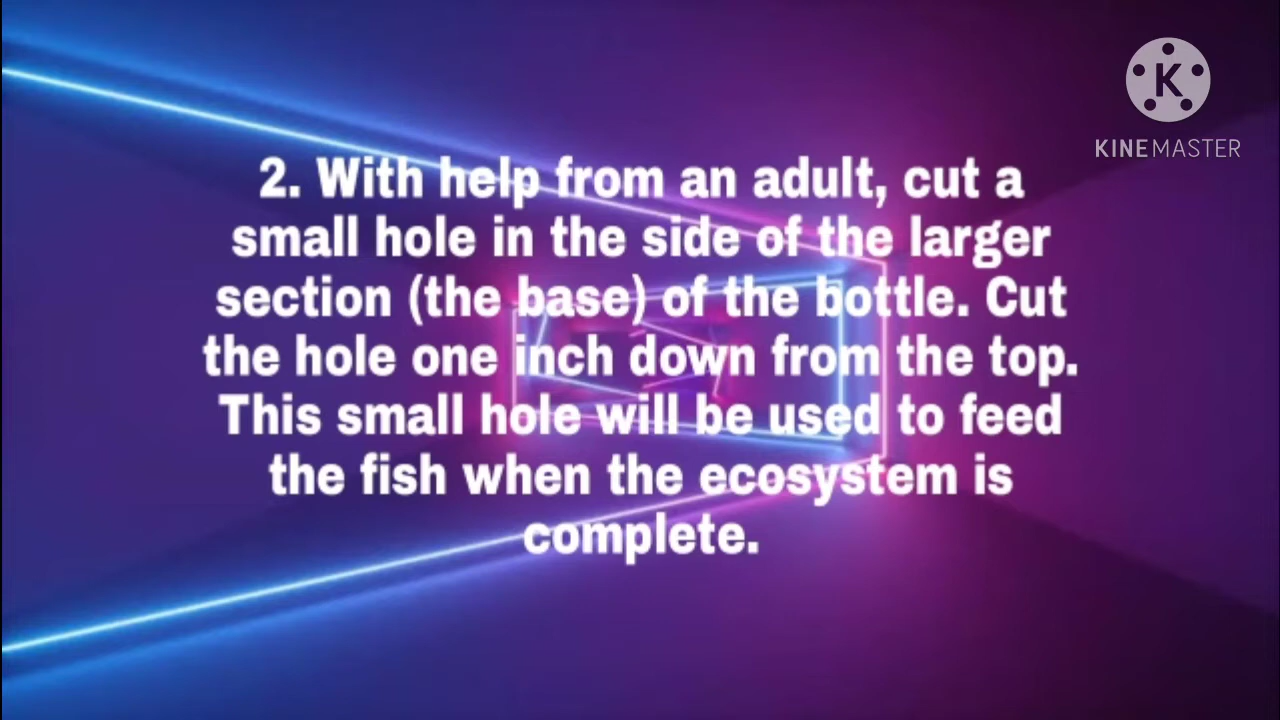 KINEMASTER
2. With help from an adult, cut a
small hole in the side of the larger
section (the base) of the bottle. Cut
the hole one inch down from the top.
This small hole will be used to feed
the fish when the ecosystem is
complete.